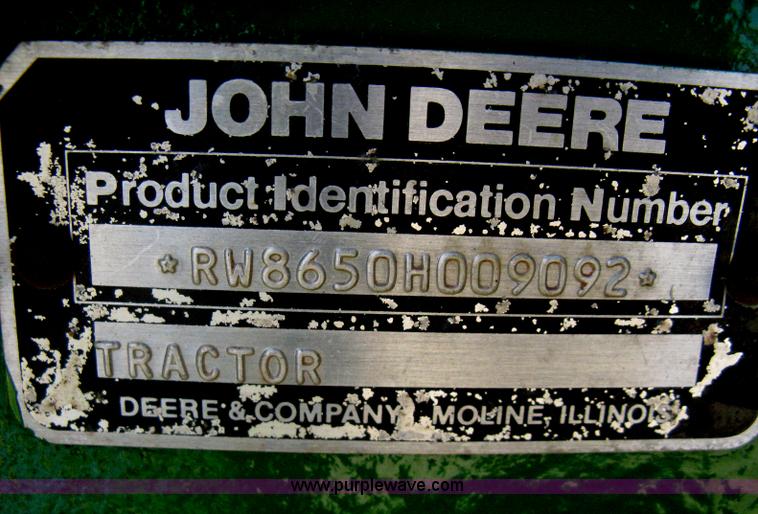 JOHN DEERE
Product Identification Number
*RW8650H009092*
TRACTOR
DEERE & COMPANY MOLINE, ILLINOIS
www.purplewave.com